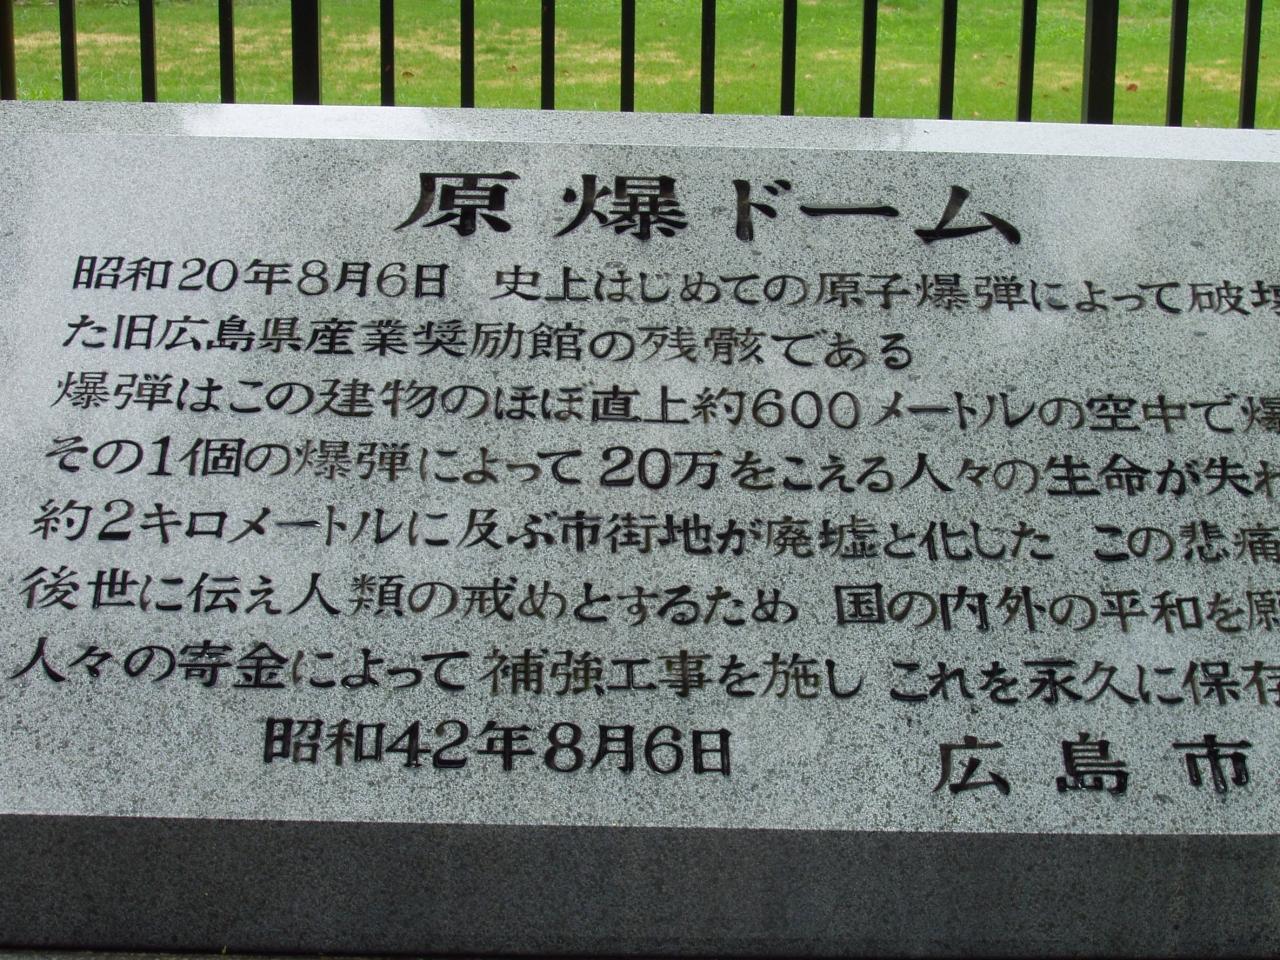 原爆ドーム
昭和20年8月6日 史上はじめての原子爆弾によって破壊
た旧広島県産業奨励館の残骸である
爆弾はこの建物のほぼ直上約600メートルの空中で爆
その1個の爆弾によって20万をこえる人々の生命が失わ
約2キロメートルに及ぶ市街地が廃墟と化した この悲痛
後世に伝え人類の戒めとするため 国の内外の平和を願
人々の寄金によって補強工事を施し これを永久に保存
昭和42年8月6日 広島市